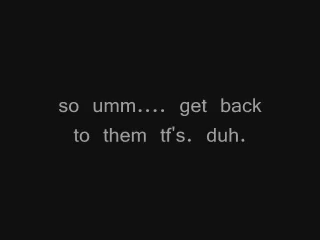 so umm.... get back
to them tf's. duh.